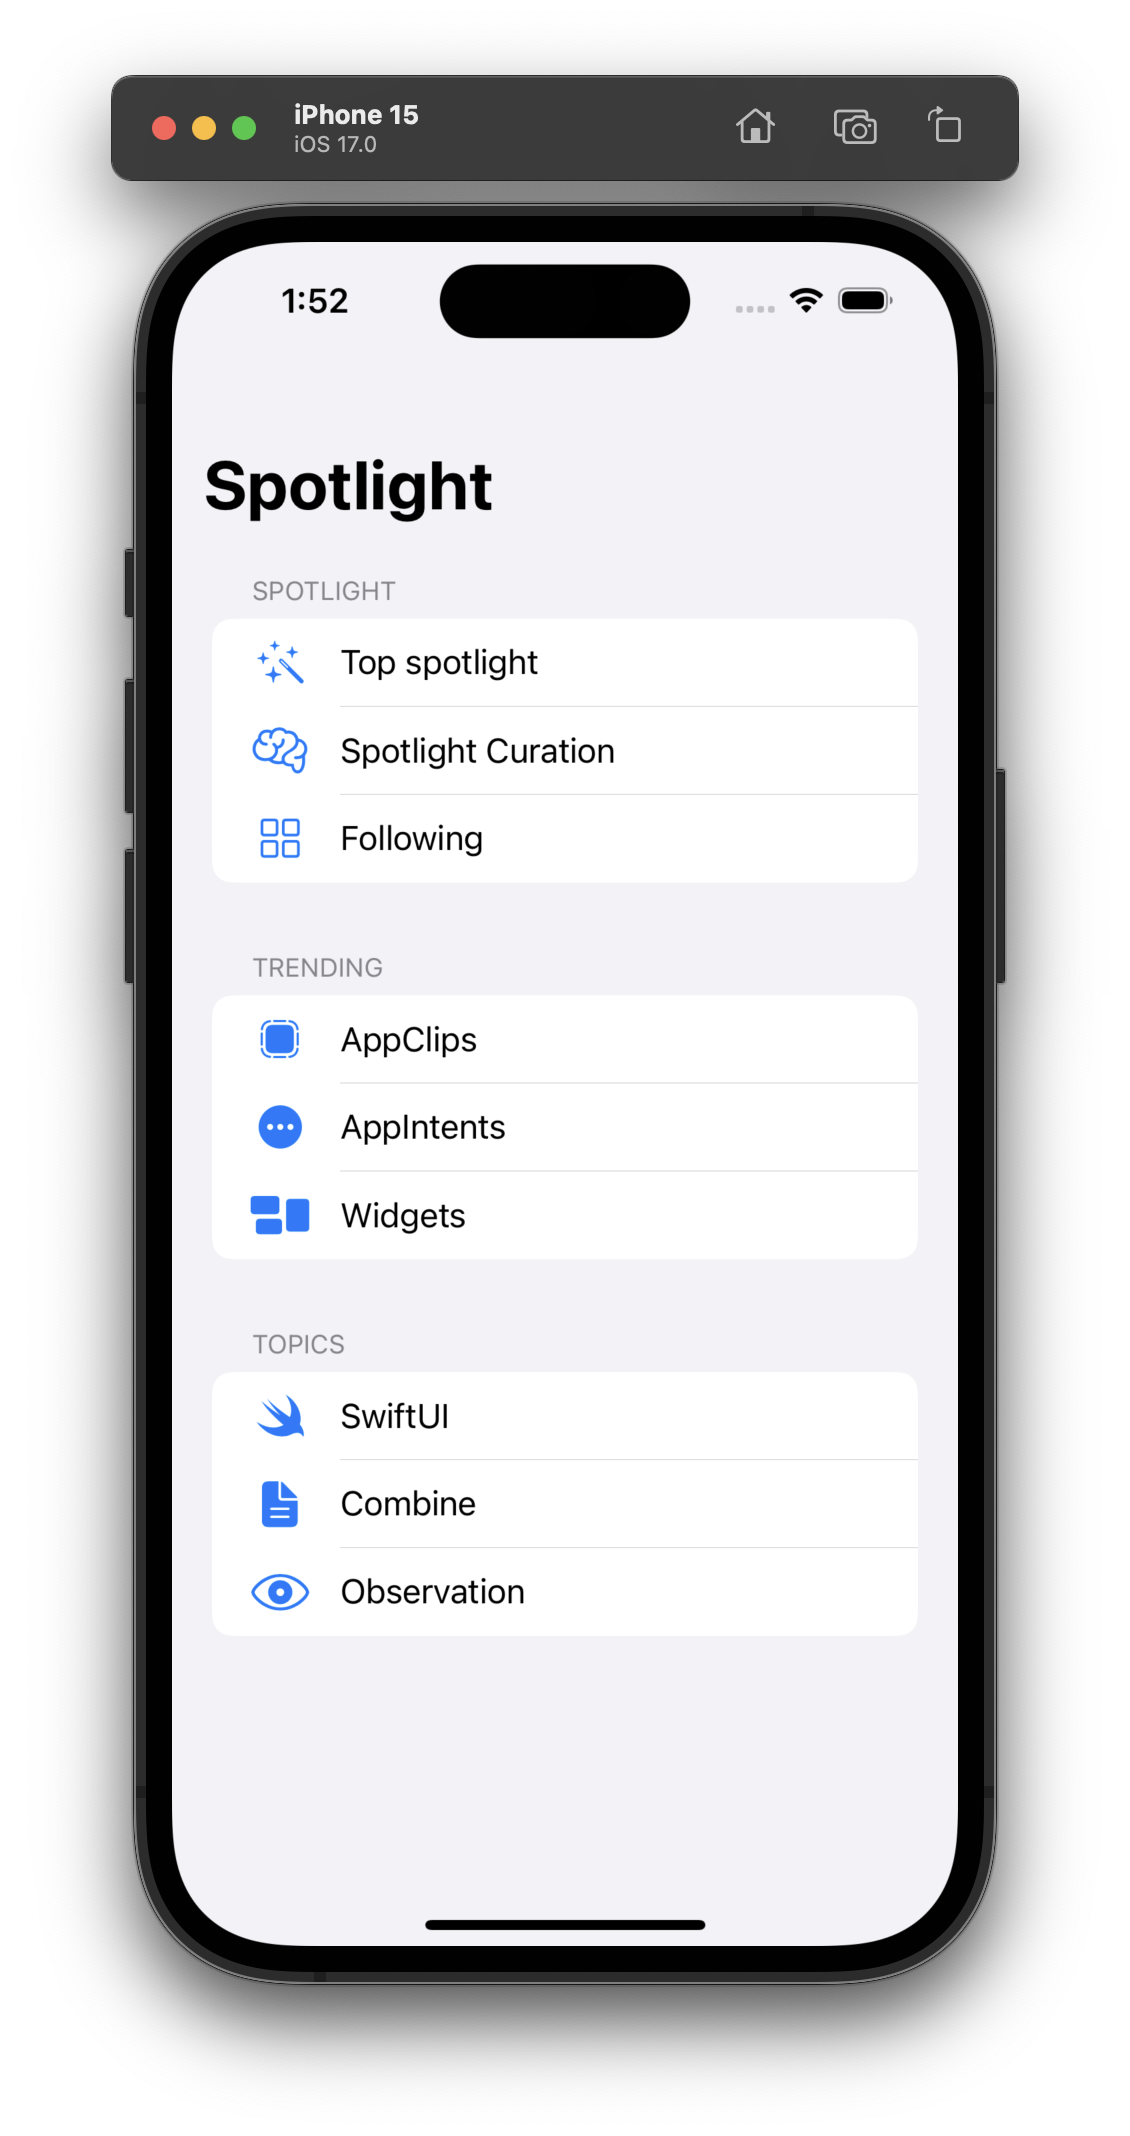 iPhone 15
iOS 17.0
1:52
Spotlight
SPOTLIGHT
Top spotlight
Spotlight Curation
Following
TRENDING
AppClips
AppIntents
Widgets
TOPICS
SwiftUI
Combine
Observation